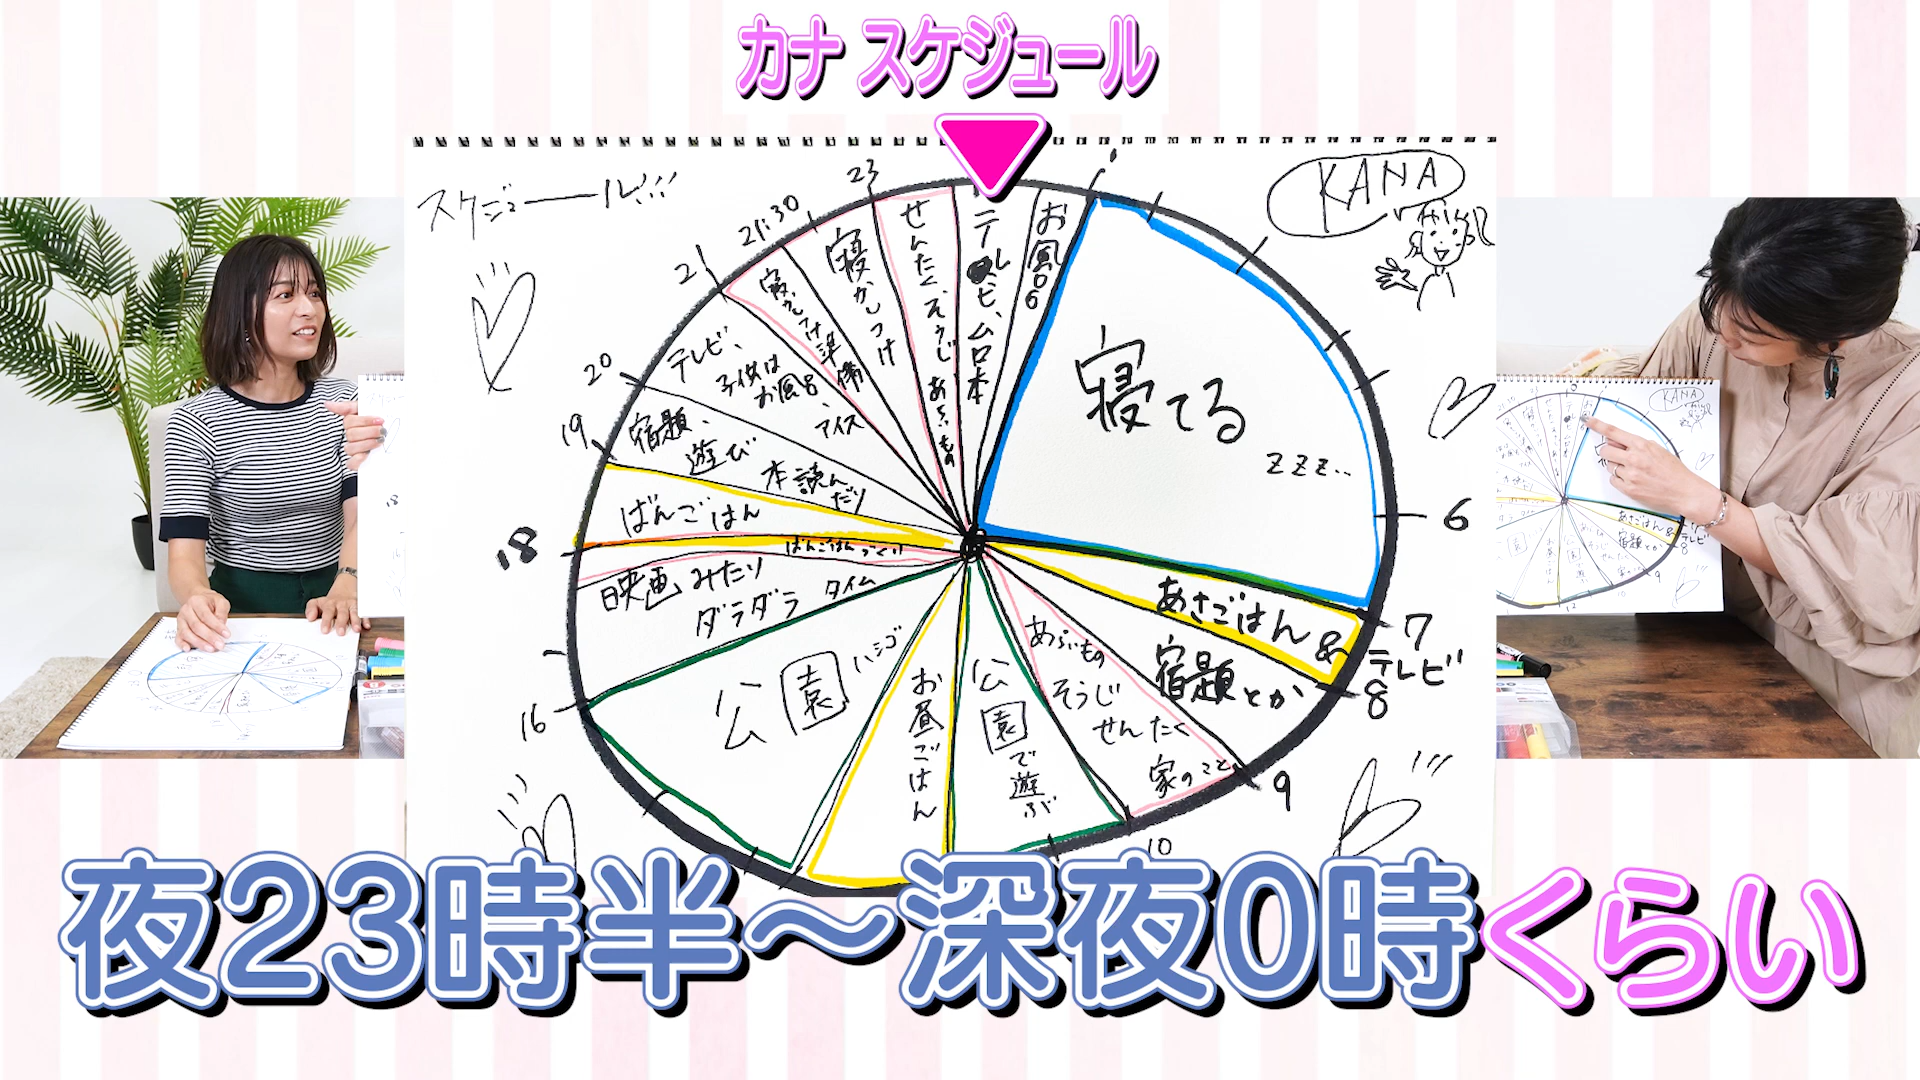 カナ スケジュール
スケジュール!!!
KANA
23
21:30
21
20
19
18
16
1
6
7
8
9
10
お風呂
テレビ、ムロ本
せんたく、そうじ
あらいもの
寝かしつけ
寝かしつけ準備
テレビ、
子供は
お風呂
アイス
宿題、
遊び
本読んだり
ばんごはん
ばんごはんづくり
映画みたり
ダラダラ タイム
公園
ハシゴ
お昼ごはん
公園で遊ぶ
あらいもの
そうじ
せんたく
家のこと
宿題とか
あさごはん &
テレビ
寝てる
zzz..
夜23時半～深夜0時くらい